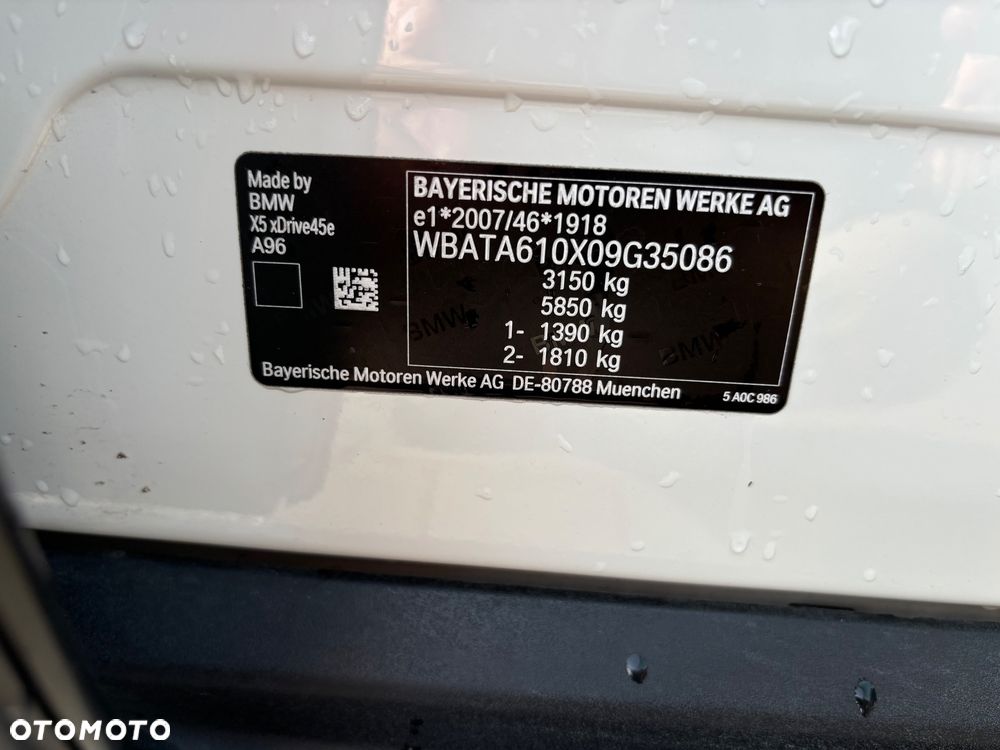 Made by
BMW
X5 xDrive45e
A96
BAYERISCHE MOTOREN WERKE AG
e1*2007/46*1918
WBATA610X09G35086
3150 kg
5850 kg
1- 1390 kg
2- 1810 kg
Bayerische Motoren Werke AG DE-80788 Muenchen
5 A0C 986
OTOMOTO